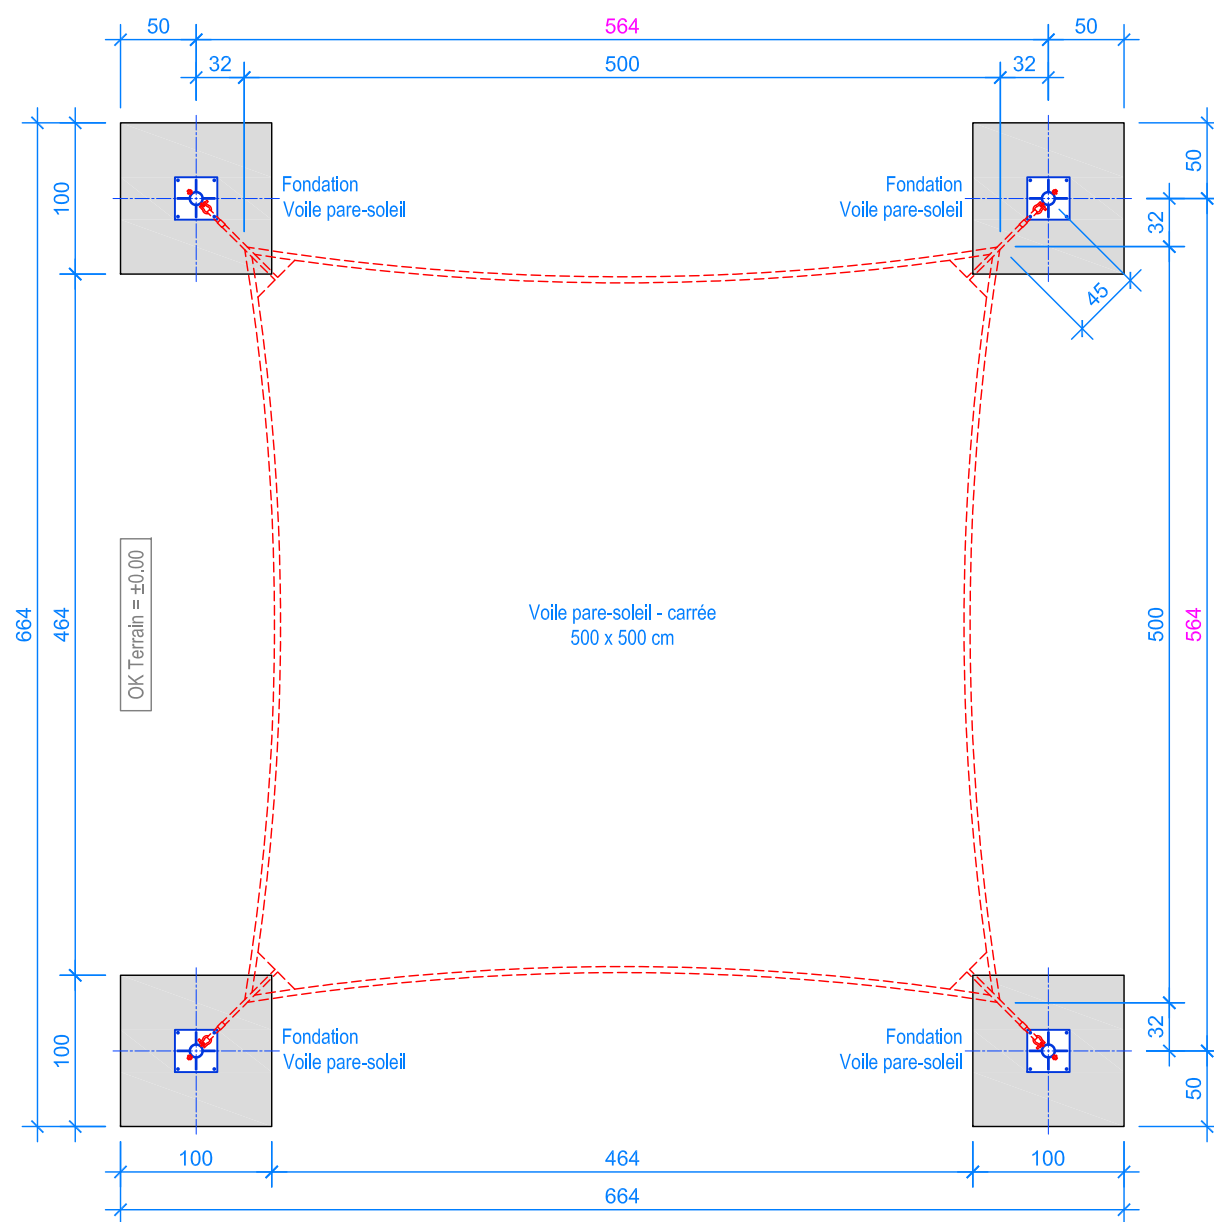 50
564
50
32
500
32
100
Fondation
Voile pare-soleil
Fondation
Voile pare-soleil
50
32
45
664
464
OK Terrain = ±0.00
Voile pare-soleil - carrée
500 x 500 cm
500
564
100
Fondation
Voile pare-soleil
Fondation
Voile pare-soleil
32
50
100
464
100
664